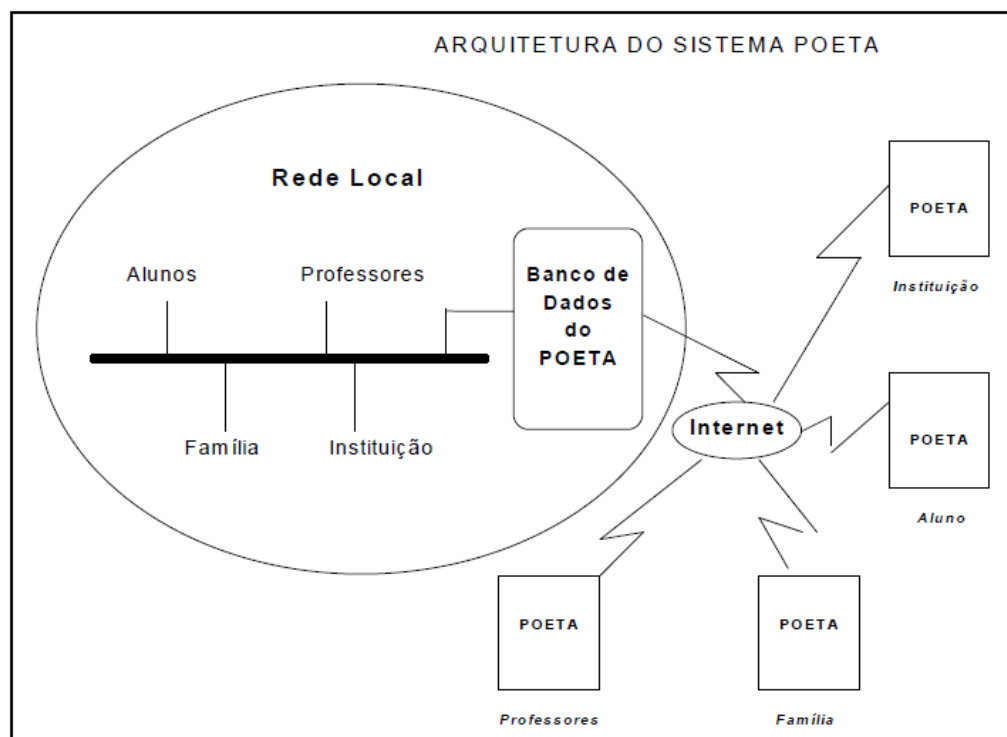 ARQUITETURA DO SISTEMA POETA
Rede Local
Alunos
Professores
Família
Instituição
Banco de
Dados
do
POETA
Internet
POETA
Instituição
POETA
Aluno
POETA
Professores
POETA
Família